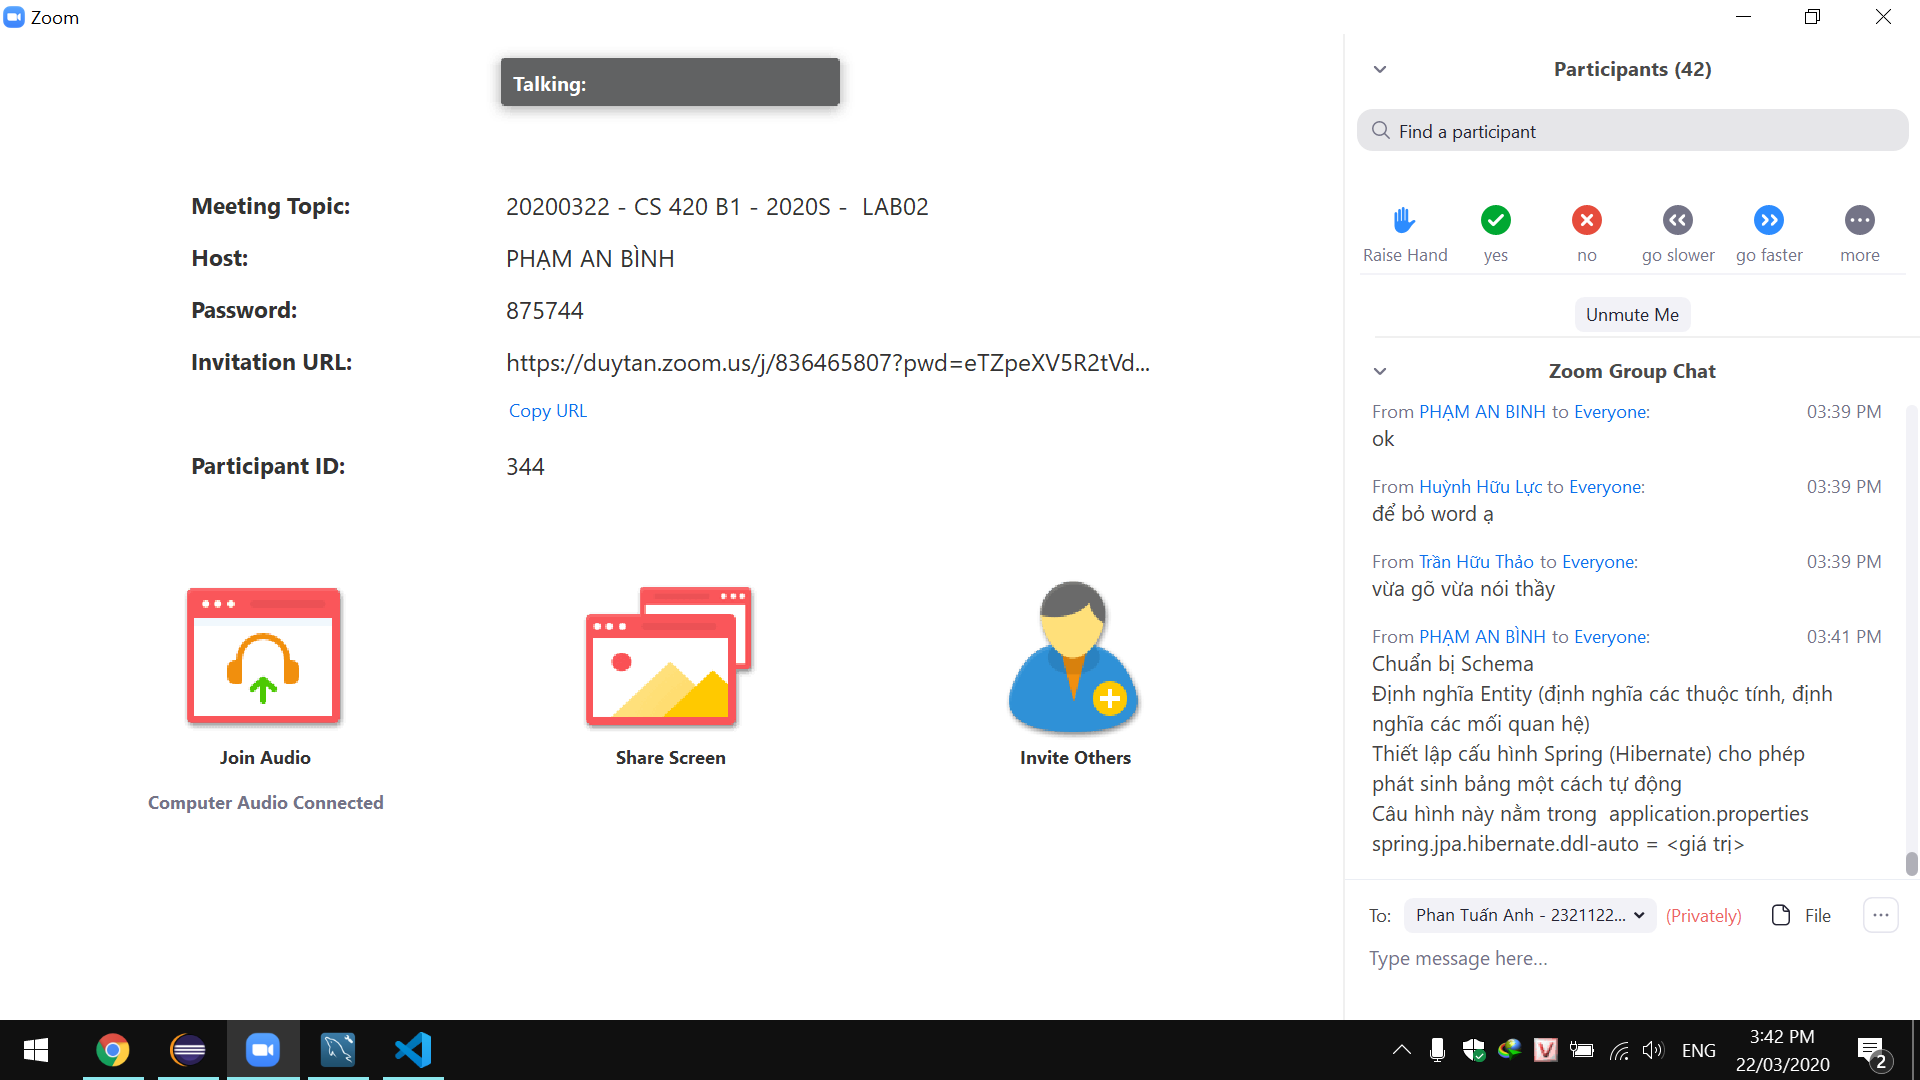 Zoom
Talking:
Meeting Topic: 20200322 - CS 420 B1 - 2020S - LAB02
Host: PHẠM AN BÌNH
Password: 875744
Invitation URL: https://duytan.zoom.us/j/836465807?pwd=eTZpeXV5R2tVd...
Copy URL
Participant ID: 344
Join Audio
Computer Audio Connected
Share Screen
Invite Others
Participants (42)
Find a participant
Raise Hand yes no go slower go faster more
Unmute Me
Zoom Group Chat
From PHẠM AN BINH to Everyone: 03:39 PM
ok
From Huỳnh Hữu Lực to Everyone: 03:39 PM
để bỏ word ạ
From Trần Hữu Thảo to Everyone: 03:39 PM
vừa gõ vừa nói thầy
From PHẠM AN BÌNH to Everyone: 03:41 PM
Chuẩn bị Schema
Định nghĩa Entity (định nghĩa các thuộc tính, định
nghĩa các mối quan hệ)
Thiết lập cấu hình Spring (Hibernate) cho phép
phát sinh bảng một cách tự động
Câu hình này nằm trong application.properties
spring.jpa.hibernate.ddl-auto = <giá trị>
To: Phan Tuấn Anh - 2321122... (Privately) File
Type message here...
ENG
3:42 PM
22/03/2020
2